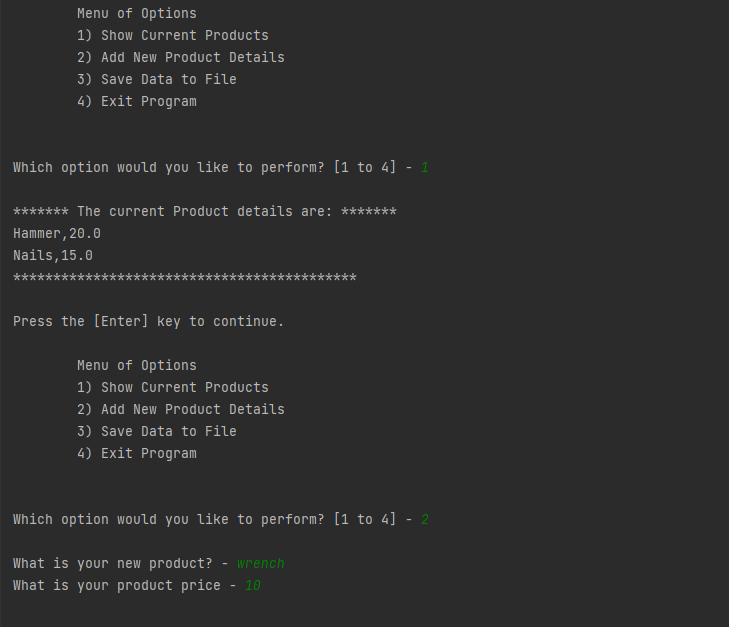 Menu of Options
1) Show Current Products
2) Add New Product Details
3) Save Data to File
4) Exit Program
Which option would you like to perform? [1 to 4] - 1
******* The current Product details are: *******
Hammer,20.0
Nails,15.0
*******************************************
Press the [Enter] key to continue.
Menu of Options
1) Show Current Products
2) Add New Product Details
3) Save Data to File
4) Exit Program
Which option would you like to perform? [1 to 4] - 2
What is your new product? - wrench
What is your product price - 10